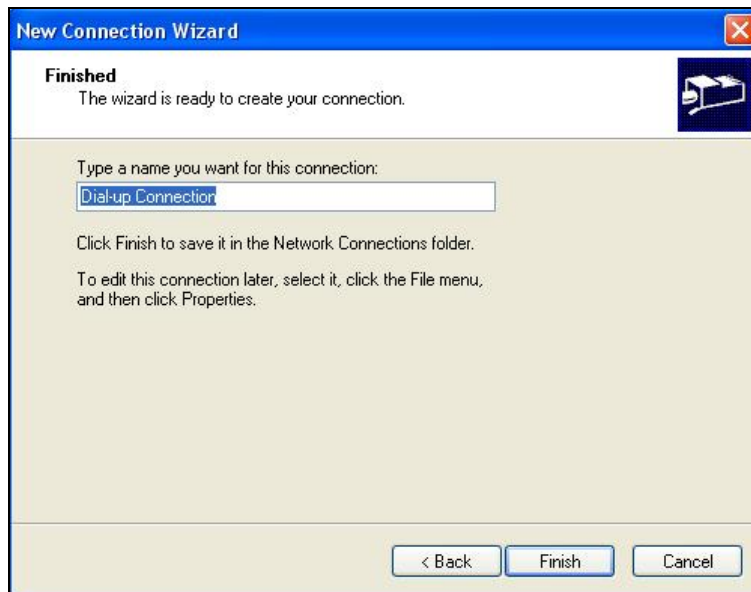 New Connection Wizard
Finished
The wizard is ready to create your connection.
Type a name you want for this connection:
Dial-up Connection
Click Finish to save it in the Network Connections folder.
To edit this connection later, select it, click the File menu,
and then click Properties.
< Back
Finish
Cancel